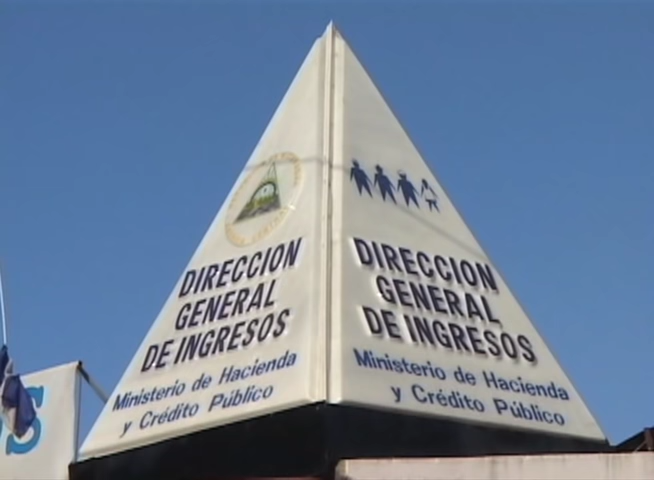 DIRECCION
GENERAL
DE INGRESOS
Ministerio de Hacienda
y Crédito Público
DIRECCION
GENERAL
DE INGRESOS
Ministerio de Hacienda
y Crédito Público